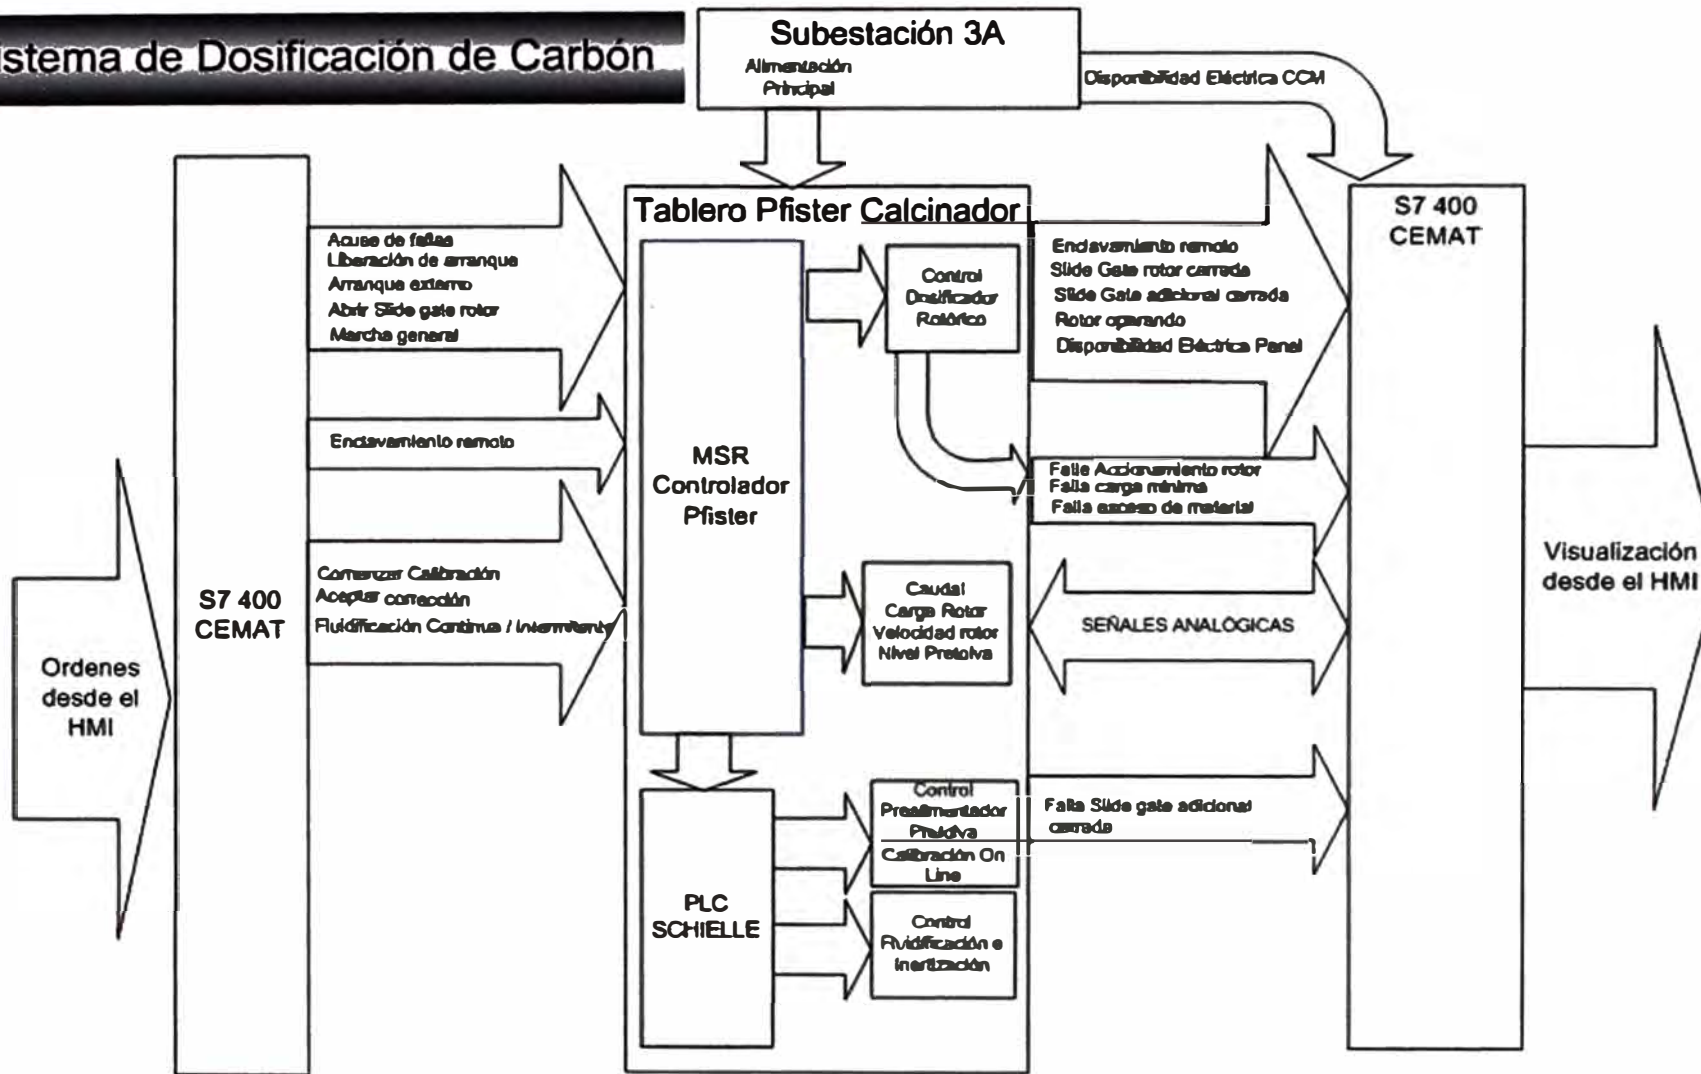 istema de Dosificación de Carbón
Subestación 3A
Alimentación
Principal
Disponibilidad Eléctrica CCM
S7 400
CEMAT
Ordenes
desde el
HMI
Acuse de fallas
Liberación de arranque
Arranque externo
Abrir Slide gate rotor
Marcha general
Enclavamiento remoto
Comenzar Calibración
Aceptar corrección
Fluidificación Continua / Intermitente
Tablero Pfister Calcinador
MSR
Controlador
Pfister
Control
Dosificador
Rotórico
Caudal
Carga Rotor
Velocidad rotor
Nivel Pretolva
PLC
SCHIELLE
Control
Prealimentador
Pretolva
Calibración On
Line
Control
Fluidificación e
Inertización
Enclavamiento remoto
Slide Gate rotor cerrada
Slide Gate adicional cerrada
Rotor operando
Disponibilidad Eléctrica Panel
Falle Accionamiento rotor
Falla carga mínima
Falla exceso de material
SEÑALES ANALÓGICAS
Falla Slide gate adicional
cerrada
S7 400
CEMAT
Visualización
desde el HMI